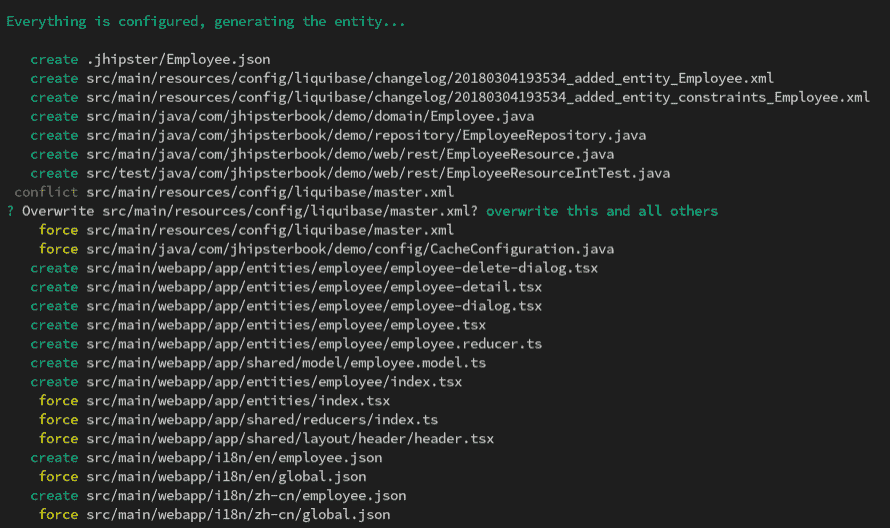 Everything is configured, generating the entity...
create .jhipster/Employee.json
create src/main/resources/config/liquibase/changelog/20180304193534_added_entity_Employee.xml
create src/main/resources/config/liquibase/changelog/20180304193534_added_entity_constraints_Employee.xml
create src/main/java/com/jhipsterbook/demo/domain/Employee.java
create src/main/java/com/jhipsterbook/demo/repository/EmployeeRepository.java
create src/main/java/com/jhipsterbook/demo/web/rest/EmployeeResource.java
create src/test/java/com/jhipsterbook/demo/web/rest/EmployeeResourceIntTest.java
conflict src/main/resources/config/liquibase/master.xml
? Overwrite src/main/resources/config/liquibase/master.xml? overwrite this and all others
force src/main/resources/config/liquibase/master.xml
force src/main/java/com/jhipsterbook/demo/config/CacheConfiguration.java
create src/main/webapp/app/entities/employee/employee-delete-dialog.tsx
create src/main/webapp/app/entities/employee/employee-detail.tsx
create src/main/webapp/app/entities/employee/employee-dialog.tsx
create src/main/webapp/app/entities/employee/employee.tsx
create src/main/webapp/app/entities/employee/employee.reducer.ts
create src/main/webapp/app/shared/model/employee.model.ts
create src/main/webapp/app/entities/employee/index.tsx
force src/main/webapp/app/entities/index.tsx
force src/main/webapp/app/shared/reducers/index.ts
force src/main/webapp/app/shared/layout/header/header.tsx
create src/main/webapp/i18n/en/employee.json
force src/main/webapp/i18n/en/global.json
create src/main/webapp/i18n/zh-cn/employee.json
force src/main/webapp/i18n/zh-cn/global.json